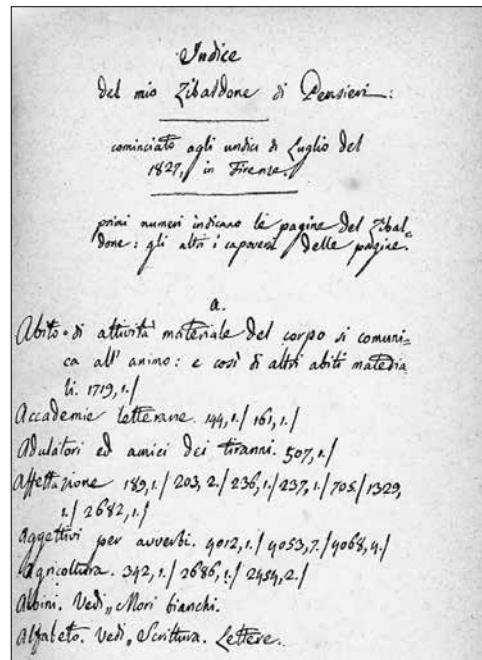 Indice
del mio Zibaldone di Pensieri:
cominciato agli undici di Luglio del
1827, in Firenze.
I primi numeri indicano le pagine del Zibal-
done: gli altri i capoversi delle pagine.
a.
Abito di attività materiale del corpo si comuni-
ca all' animo: e così di altri abiti materia
li. 1719,1./
Accademie letterarie. 144,1./ 161,1./
Adulatori ed amici dei tiranni. 507,1./
Affettazione 189,1./ 203,2./ 236,1./ 237,1./ 705/ 1329,
1./ 2682,1./
Aggettivi per avverbi. 4012,1./ 4053,7./ 4068,4./
Agricoltura. 342,1./ 2686,1./ 2454,2./
Albini. Vedi, Mori bianchi.
Alfabeto. Vedi, Scrittura. Lettere.